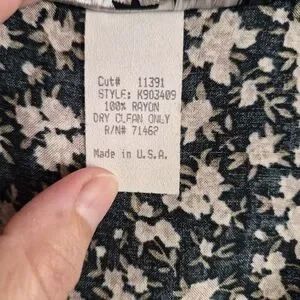 Cut# 11391
STYLE: K903409
100% RAYON
DRY CLEAN ONLY
R/N# 71462
Made in U.S.A.